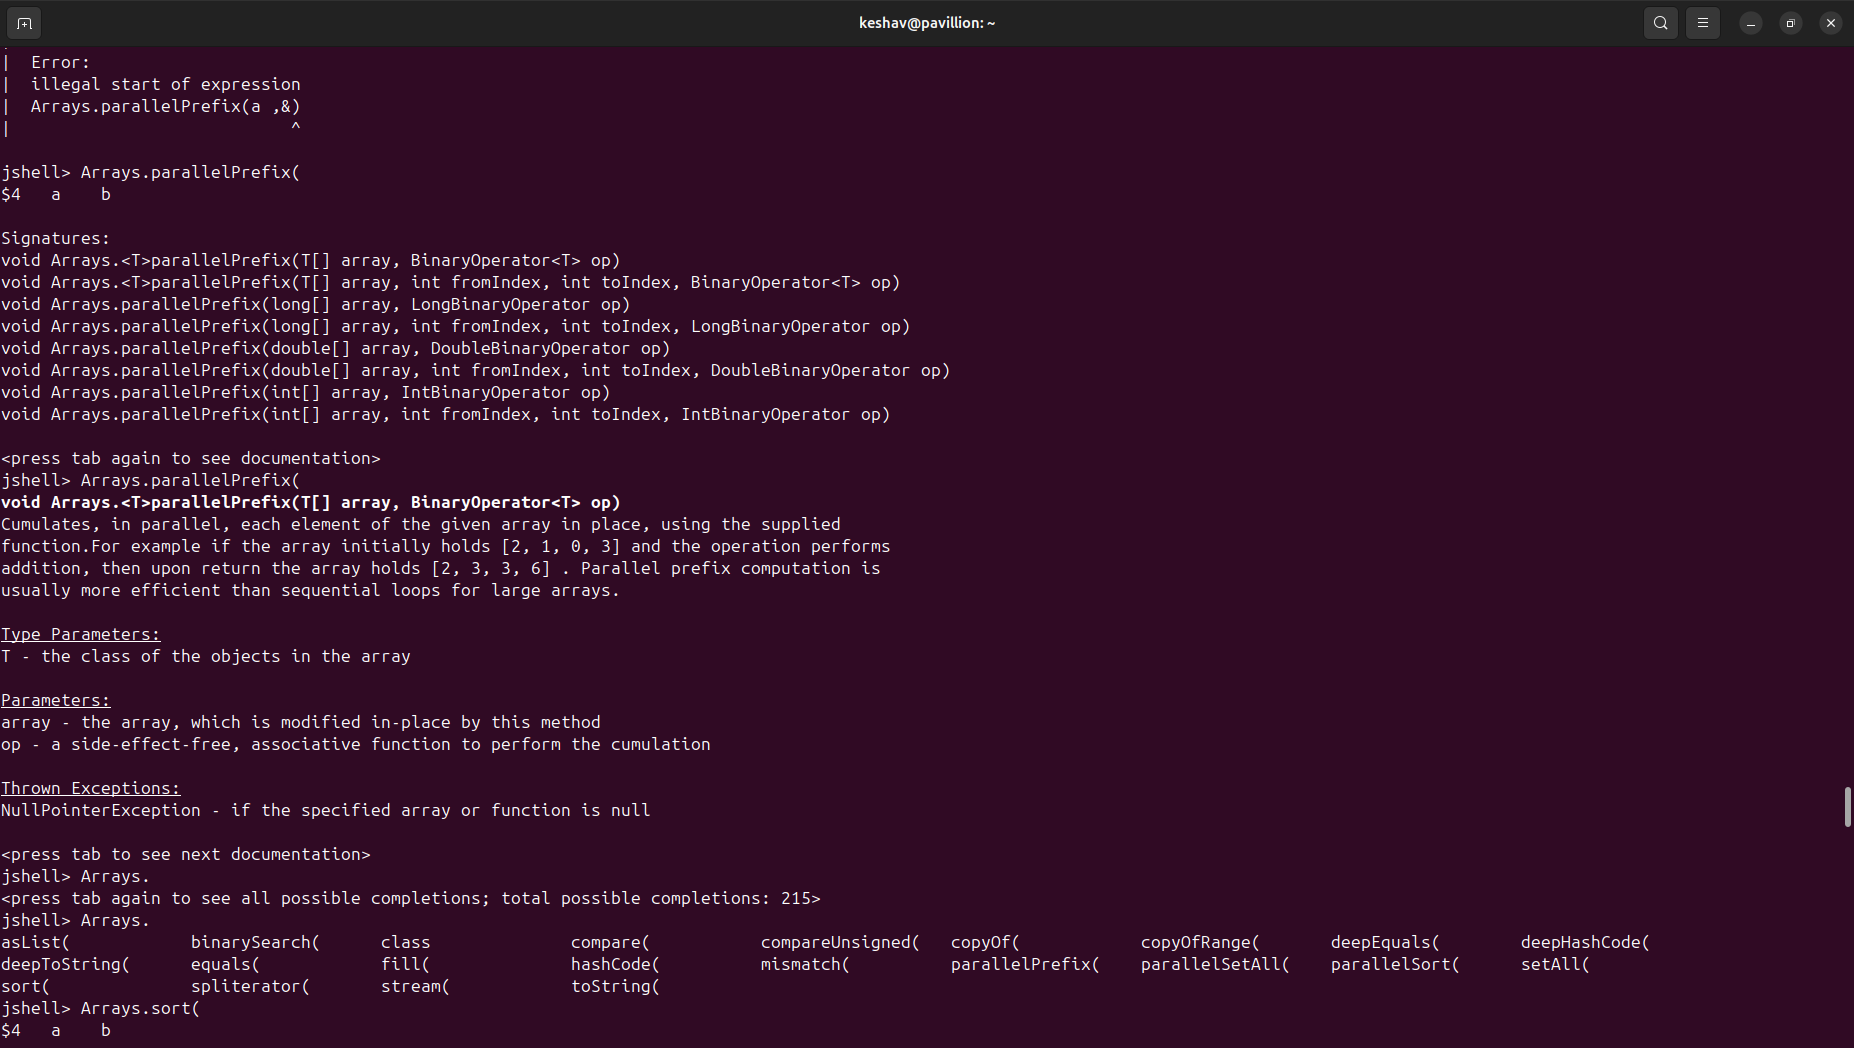 keshav@pavillion: ~
|  Error:
|  illegal start of expression
|  Arrays.parallelPrefix(a ,&)
|                            ^
jshell> Arrays.parallelPrefix(
$4   a    b
Signatures:
void Arrays.<T>parallelPrefix(T[] array, BinaryOperator<T> op)
void Arrays.<T>parallelPrefix(T[] array, int fromIndex, int toIndex, BinaryOperator<T> op)
void Arrays.parallelPrefix(long[] array, LongBinaryOperator op)
void Arrays.parallelPrefix(long[] array, int fromIndex, int toIndex, LongBinaryOperator op)
void Arrays.parallelPrefix(double[] array, DoubleBinaryOperator op)
void Arrays.parallelPrefix(double[] array, int fromIndex, int toIndex, DoubleBinaryOperator op)
void Arrays.parallelPrefix(int[] array, IntBinaryOperator op)
void Arrays.parallelPrefix(int[] array, int fromIndex, int toIndex, IntBinaryOperator op)
<press tab again to see documentation>
jshell> Arrays.parallelPrefix(
void Arrays.<T>parallelPrefix(T[] array, BinaryOperator<T> op)
Cumulates, in parallel, each element of the given array in place, using the supplied
function.For example if the array initially holds [2, 1, 0, 3] and the operation performs
addition, then upon return the array holds [2, 3, 3, 6] . Parallel prefix computation is
usually more efficient than sequential loops for large arrays.
Type Parameters:
T - the class of the objects in the array
Parameters:
array - the array, which is modified in-place by this method
op - a side-effect-free, associative function to perform the cumulation
Thrown Exceptions:
NullPointerException - if the specified array or function is null
<press tab to see next documentation>
jshell> Arrays.
<press tab again to see all possible completions; total possible completions: 215>
jshell> Arrays.
asList(            binarySearch(      class              compare(           compareUnsigned(   copyOf(            copyOfRange(       deepEquals(        deepHashCode(
deepToString(      equals(            fill(              hashCode(          mismatch(          parallelPrefix(    parallelSetAll(    parallelSort(      setAll(
sort(              spliterator(       stream(            toString(
jshell> Arrays.sort(
$4   a    b